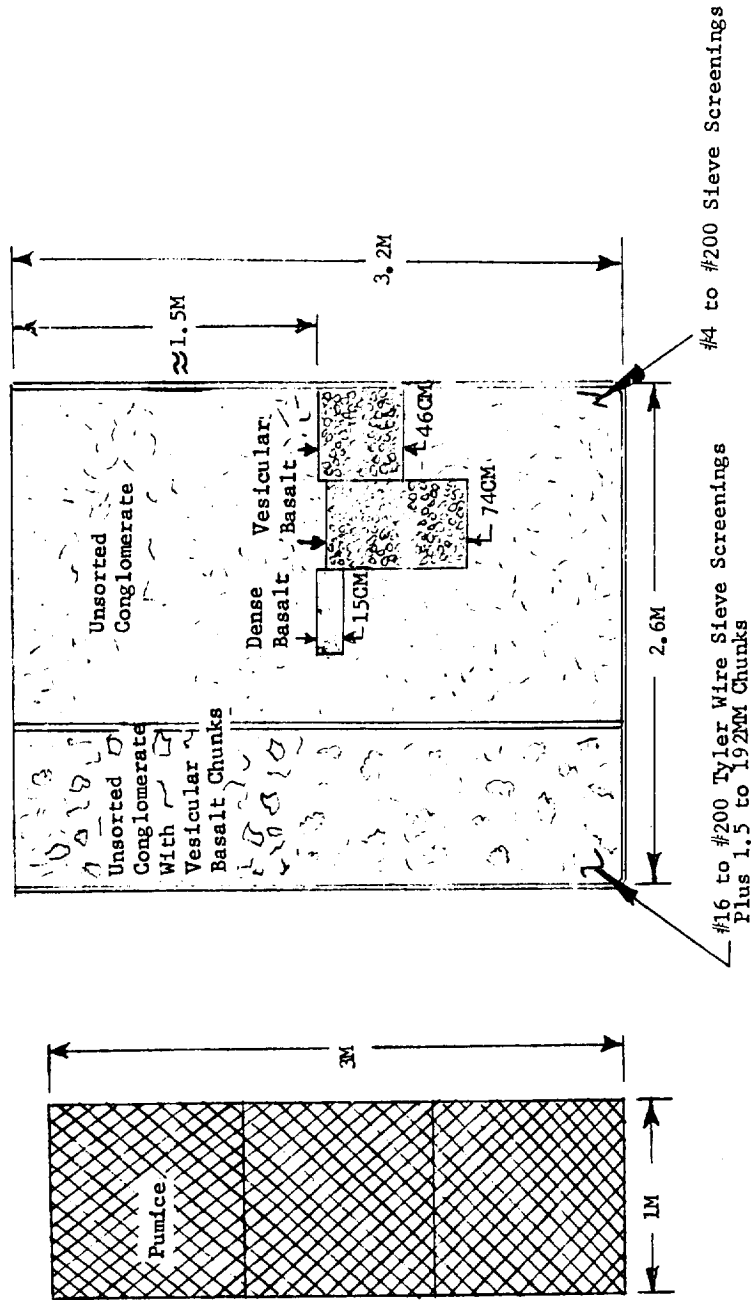 Pumice
3M
1M
Unsorted
Conglomerate
With
Vesicular
Basalt Chunks
Unsorted
Conglomerate
Dense
Basalt
15CM
Vesicular
Basalt
74CM
46CM
≈1.5M
3.2M
2.6M
#16 to #200 Tyler Wire Sieve Screenings
Plus 1.5 to 192MM Chunks
#4 to #200 Sieve Screenings